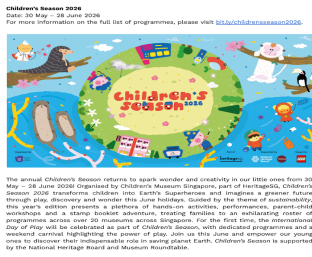 Children's Season 2026
Date: 30 May – 28 June 2026
For more information on the full list of programmes, please visit bit.ly/childrensseason2026.
Children's
Season 2026
heritage
The annual Children's Season returns to spark wonder and creativity in our little ones from 30
May – 28 June 2026! Organised by Children's Museum Singapore, part of HeritageSG, Children's
Season 2026 transforms children into Earth's Superheroes and imagines a greener future
through play, discovery and wonder this June holidays. Guided by the theme of sustainability,
this year's edition presents a plethora of hands-on activities, performances, parent-child
workshops and a stamp booklet adventure, treating families to an exhilarating roster of
programmes across over 20 museums across Singapore. For the first time, the International
Day of Play will be celebrated as part of Children's Season, with dedicated programmes and a
weekend carnival highlighting the power of play. Join us this June and empower our young
ones to discover their indispensable role in saving planet Earth. Children's Season is supported
by the National Heritage Board and Museum Roundtable.